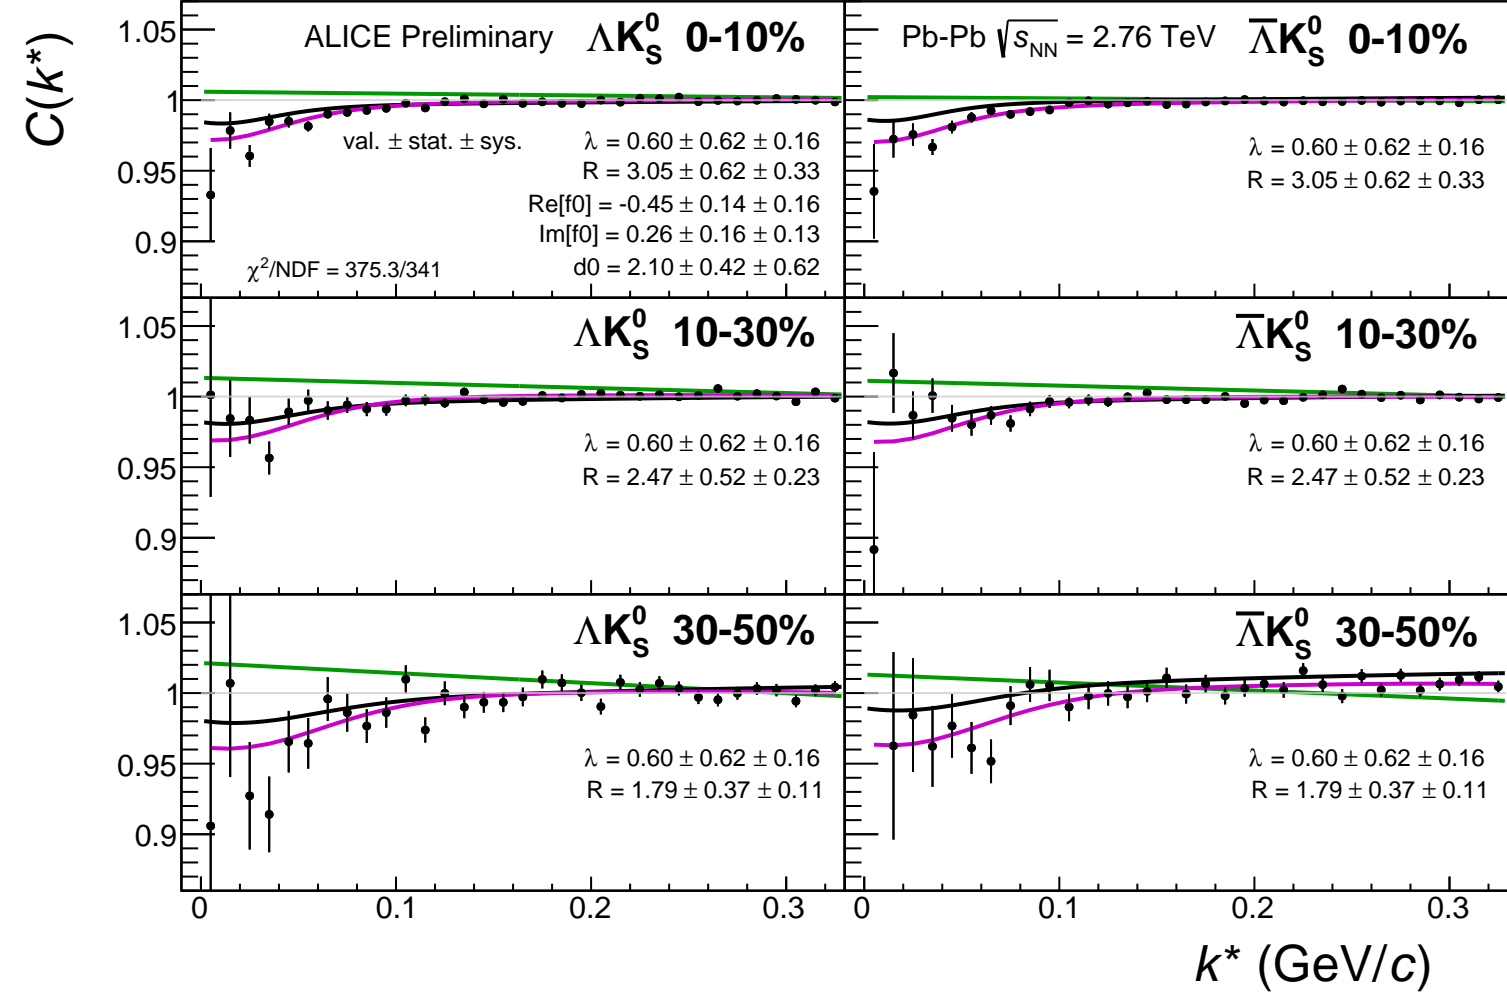 C(k*)
ALICE Preliminary ΛK⁰S 0-10%
val. ± stat. ± sys.
λ = 0.60 ± 0.62 ± 0.16
R = 3.05 ± 0.62 ± 0.33
Re[f0] = -0.45 ± 0.14 ± 0.16
Im[f0] = 0.26 ± 0.16 ± 0.13
d0 = 2.10 ± 0.42 ± 0.62
χ²/NDF = 375.3/341
1.05
1
0.95
0.9
Pb-Pb √sNN = 2.76 TeV Λ̅K⁰S 0-10%
λ = 0.60 ± 0.62 ± 0.16
R = 3.05 ± 0.62 ± 0.33
ΛK⁰S 10-30%
λ = 0.60 ± 0.62 ± 0.16
R = 2.47 ± 0.52 ± 0.23
1.05
1
0.95
0.9
Λ̅K⁰S 10-30%
λ = 0.60 ± 0.62 ± 0.16
R = 2.47 ± 0.52 ± 0.23
ΛK⁰S 30-50%
λ = 0.60 ± 0.62 ± 0.16
R = 1.79 ± 0.37 ± 0.11
1.05
1
0.95
0.9
Λ̅K⁰S 30-50%
λ = 0.60 ± 0.62 ± 0.16
R = 1.79 ± 0.37 ± 0.11
0 0.1 0.2 0.3
0 0.1 0.2 0.3
k* (GeV/c)